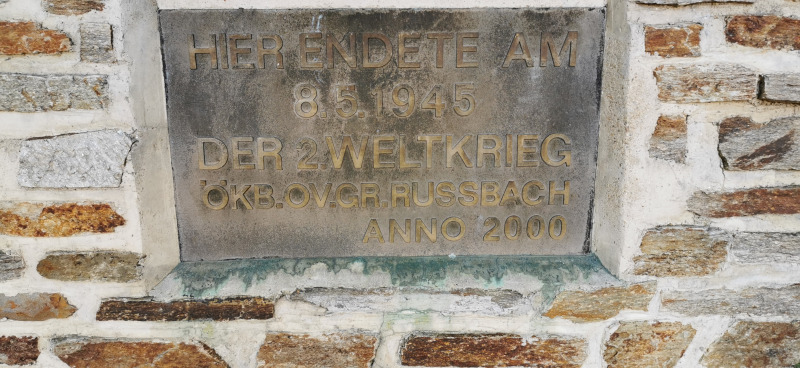 HIER ENDETE AM
8.5.1945
DER 2.WELTKRIEG
ÖKB.OV.GR.RUSSBACH
ANNO 2000